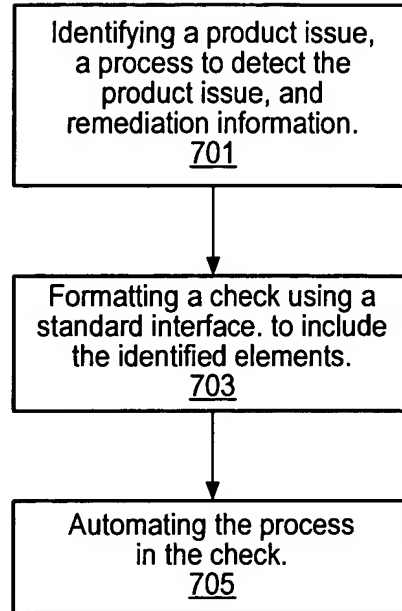 Identifying a product issue,
a process to detect the
product issue, and
remediation information.
701
Formatting a check using a
standard interface. to include
the identified elements.
703
Automating the process
in the check.
705